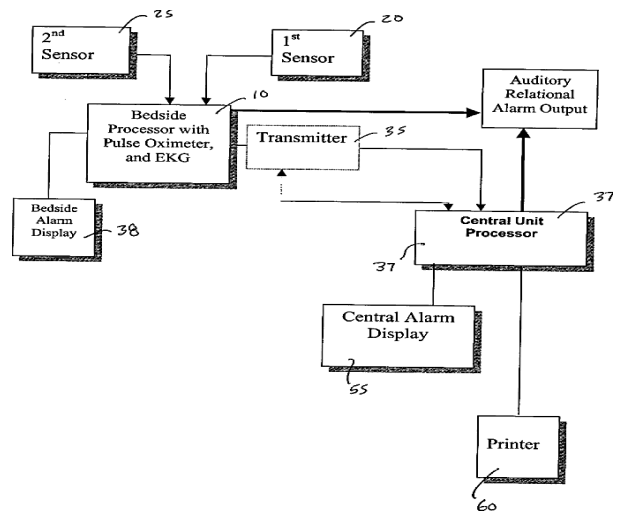 25
2nd
Sensor
20
1st
Sensor
10
Bedside
Processor with
Pulse Oximeter,
and EKG
Transmitter
35
Auditory
Relational
Alarm Output
Bedside
Alarm
Display
38
37
Central Unit
Processor
37
Central Alarm
Display
55
Printer
60